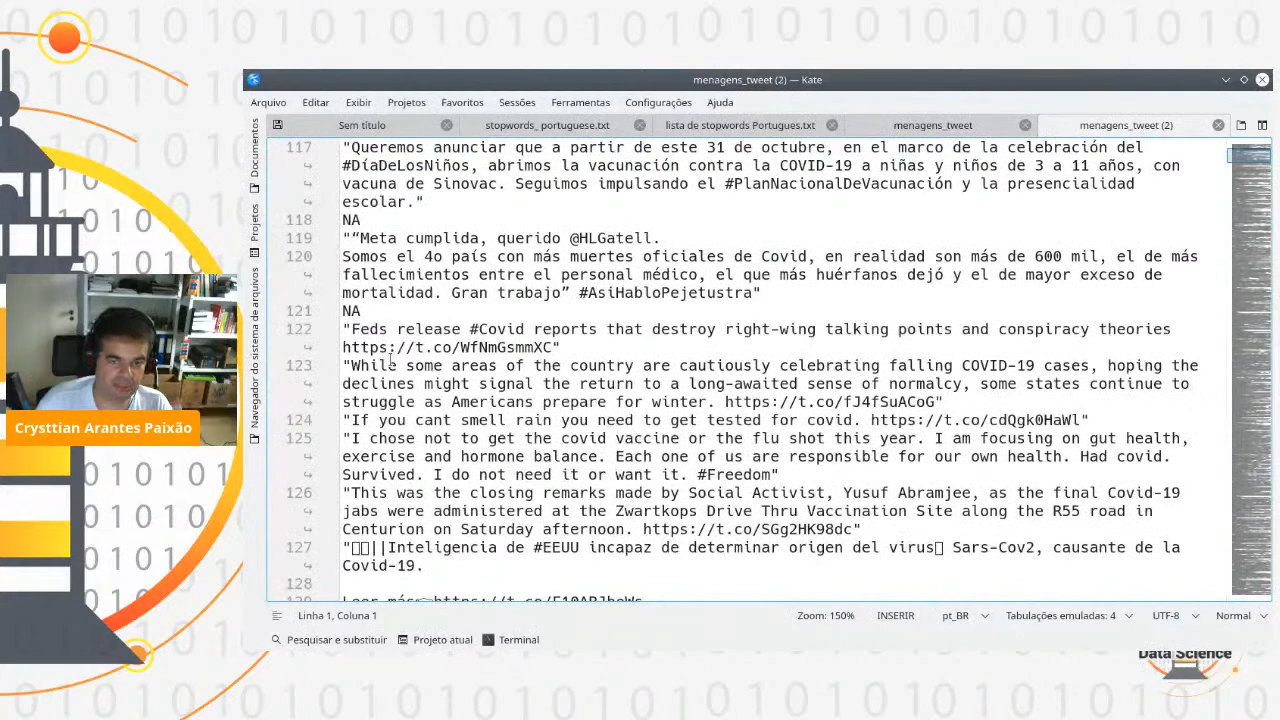 menagens_tweet (2) — Kate
Arquivo Editar Exibir Projetos Favoritos Sessões Ferramentas Configurações Ajuda
Sem título stopwords_ portuguese.txt lista de stopwords Portugues.txt menagens_tweet menagens_tweet (2)
Documentos
Projetos
Navegador do sistema de arquivos
117 "Queremos anunciar que a partir de este 31 de octubre, en el marco de la celebración del
#DíaDeLosNiños, abrimos la vacunación contra la COVID-19 a niñas y niños de 3 a 11 años, con
vacuna de Sinovac. Seguimos impulsando el #PlanNacionalDeVacunación y la presencialidad
escolar."
118 NA
119 "“Meta cumplida, querido @HLGatell.
120 Somos el 4o país con más muertes oficiales de Covid, en realidad son más de 600 mil, el de más
fallecimientos entre el personal médico, el que más huérfanos dejó y el de mayor exceso de
mortalidad. Gran trabajo” #AsiHabloPejetustra"
121 NA
122 "Feds release #Covid reports that destroy right-wing talking points and conspiracy theories
https://t.co/WfNmGsmmXC"
123 "While some areas of the country are cautiously celebrating falling COVID-19 cases, hoping the
declines might signal the return to a long-awaited sense of normalcy, some states continue to
struggle as Americans prepare for winter. https://t.co/fJ4fSuACoG"
124 "If you cant smell rain you need to get tested for covid. https://t.co/cdQgk0HaWl"
125 "I chose not to get the covid vaccine or the flu shot this year. I am focusing on gut health,
exercise and hormone balance. Each one of us are responsible for our own health. Had covid.
Survived. I do not need it or want it. #Freedom"
126 "This was the closing remarks made by Social Activist, Yusuf Abramjee, as the final Covid-19
jabs were administered at the Zwartkops Drive Thru Vaccination Site along the R55 road in
Centurion on Saturday afternoon. https://t.co/SGg2HK98dc"
127 "||Inteligencia de #EEUU incapaz de determinar origen del virus Sars-Cov2, causante de la
Covid-19.
128
Linha 1, Coluna 1 Zoom: 150% INSERIR pt_BR Tabulações emuladas: 4 UTF-8 Normal
Pesquisar e substituir Projeto atual Terminal
Crysttian Arantes Paixão
Data Science